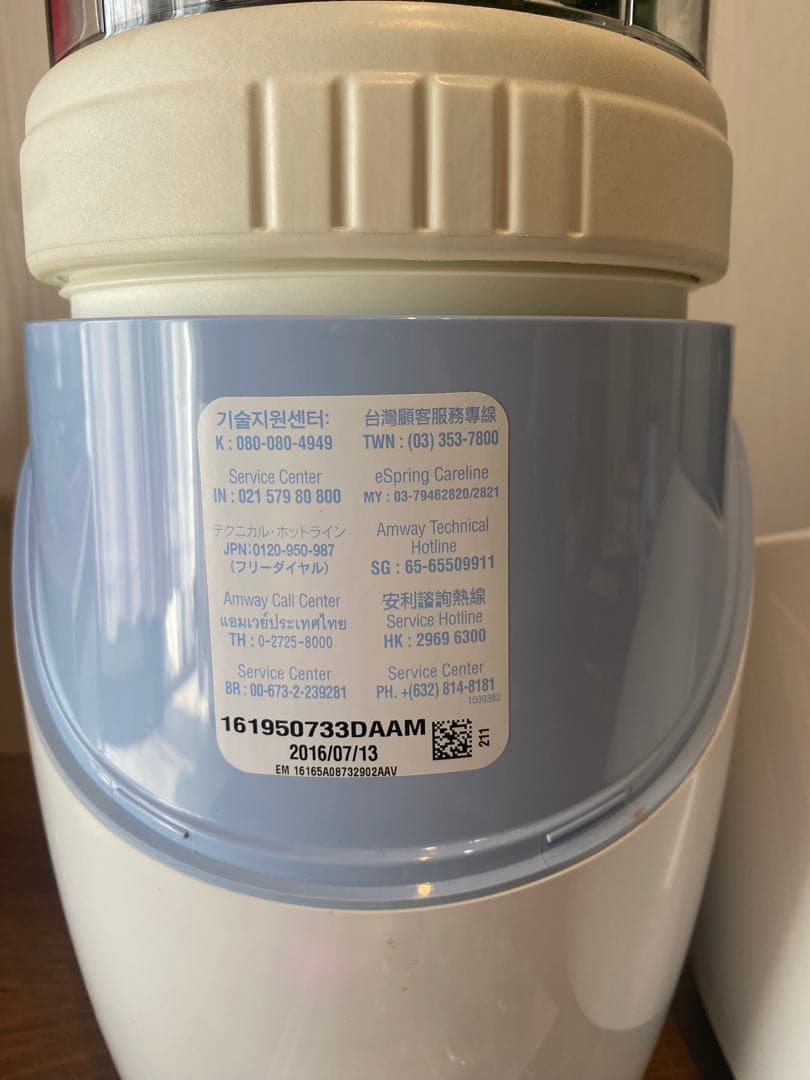 기술지원센터:
K : 080-080-4949
Service Center
IN : 021 579 80 800
テクニカル・ホットライン
JPN:0120-950-987
(フリーダイヤル)
Amway Call Center
แอมเวย์ประเทศไทย
TH : 0-2725-8000
Service Center
BR : 00-673-2-239281
台灣顧客服務專線
TWN : (03) 353-7800
eSpring Careline
MY : 03-79462820/2821
Amway Technical
Hotline
SG : 65-65509911
安利諮詢熱線
Service Hotline
HK : 2969 6300
Service Center
PH. +(632) 814-8181
1039382
161950733DAAM
2016/07/13
EM 16165A08732902AAV
211